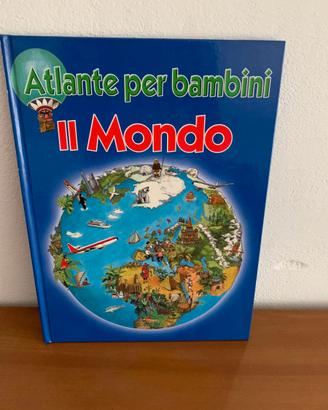 Atlante per bambini
Il Mondo